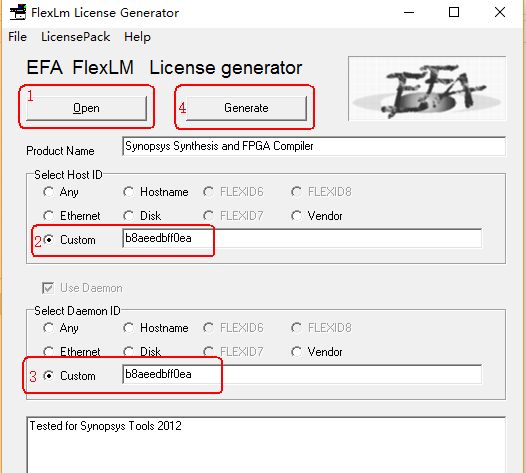 FlexLm License Generator
File LicensePack Help
EFA FlexLM License generator
EFA
1 Open
4 Generate
Product Name Synopsys Synthesis and FPGA Compiler
Select Host ID
Any Hostname FLEXID6 FLEXID8
Ethernet Disk FLEXID7 Vendor
2 Custom b8aeedbff0ea
Use Daemon
Select Daemon ID
Any Hostname FLEXID6 FLEXID8
Ethernet Disk FLEXID7 Vendor
3 Custom b8aeedbff0ea
Tested for Synopsys Tools 2012